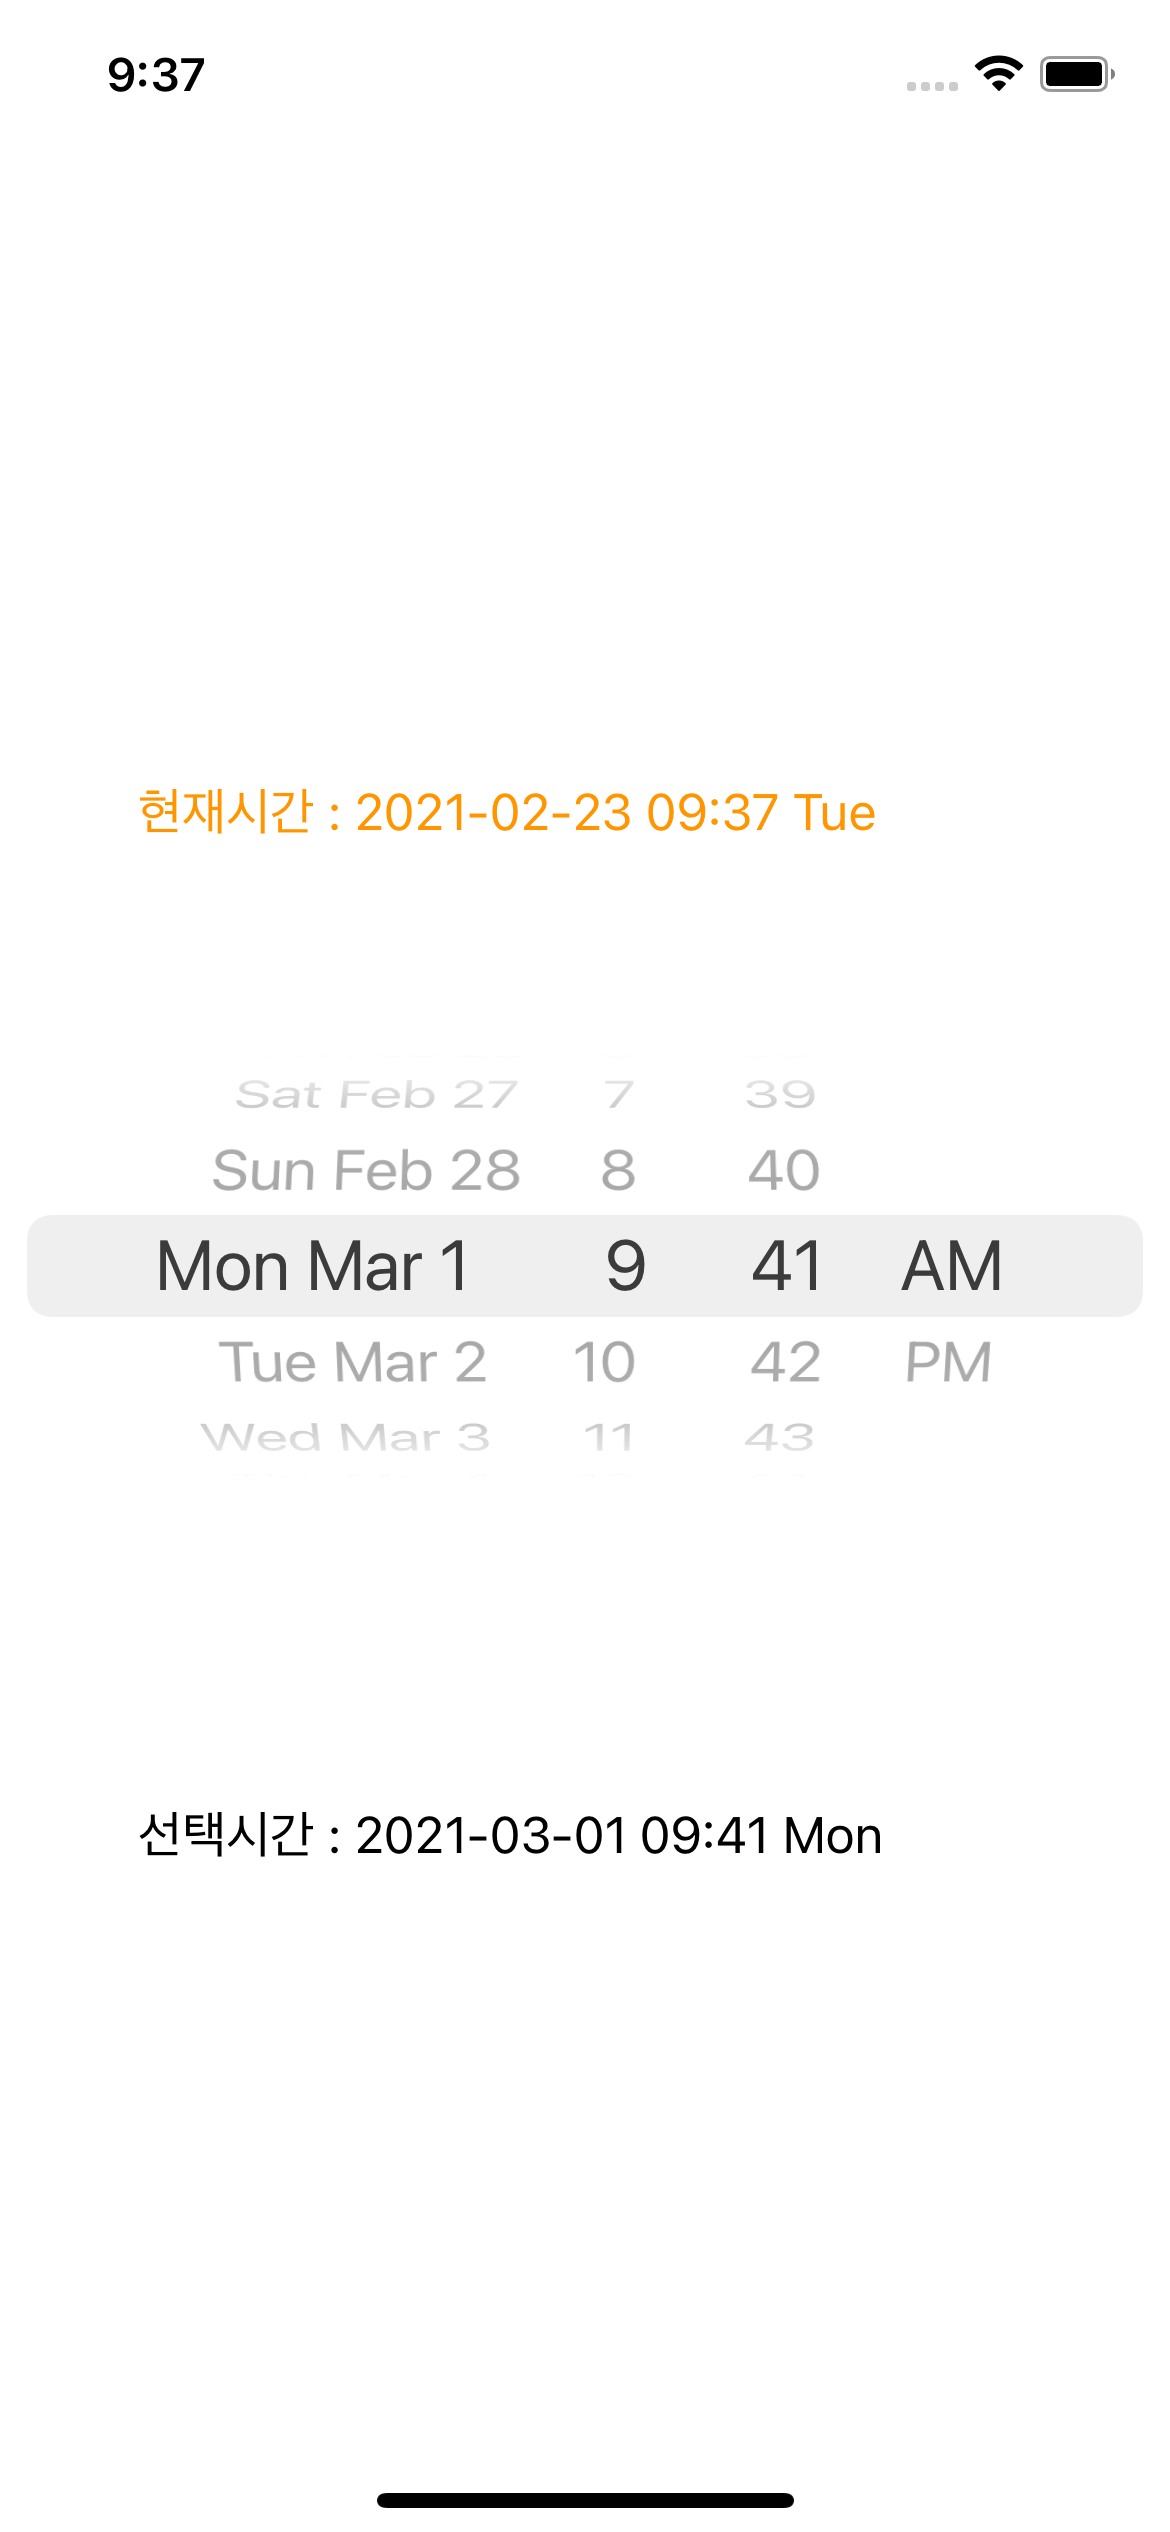 9:37
현재시간 : 2021-02-23 09:37 Tue
Sat Feb 27 7 39
Sun Feb 28 8 40
Mon Mar 1 9 41 AM
Tue Mar 2 10 42 PM
Wed Mar 3 11 43
선택시간 : 2021-03-01 09:41 Mon